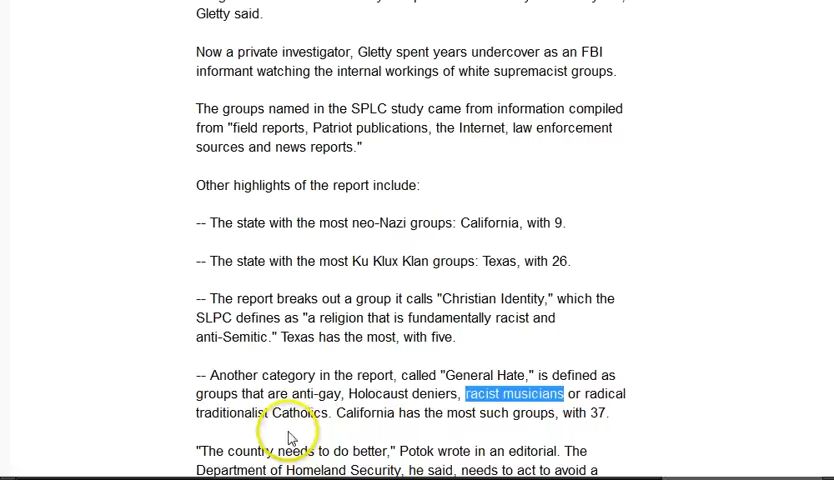 Gletty said.
Now a private investigator, Gletty spent years undercover as an FBI
informant watching the internal workings of white supremacist groups.
The groups named in the SPLC study came from information compiled
from "field reports, Patriot publications, the Internet, law enforcement
sources and news reports."
Other highlights of the report include:
-- The state with the most neo-Nazi groups: California, with 9.
-- The state with the most Ku Klux Klan groups: Texas, with 26.
-- The report breaks out a group it calls "Christian Identity," which the
SLPC defines as "a religion that is fundamentally racist and
anti-Semitic." Texas has the most, with five.
-- Another category in the report, called "General Hate," is defined as
groups that are anti-gay, Holocaust deniers, racist musicians or radical
traditionalist Catholics. California has the most such groups, with 37.
"The country needs to do better," Potok wrote in an editorial. The
Department of Homeland Security, he said, needs to act to avoid a